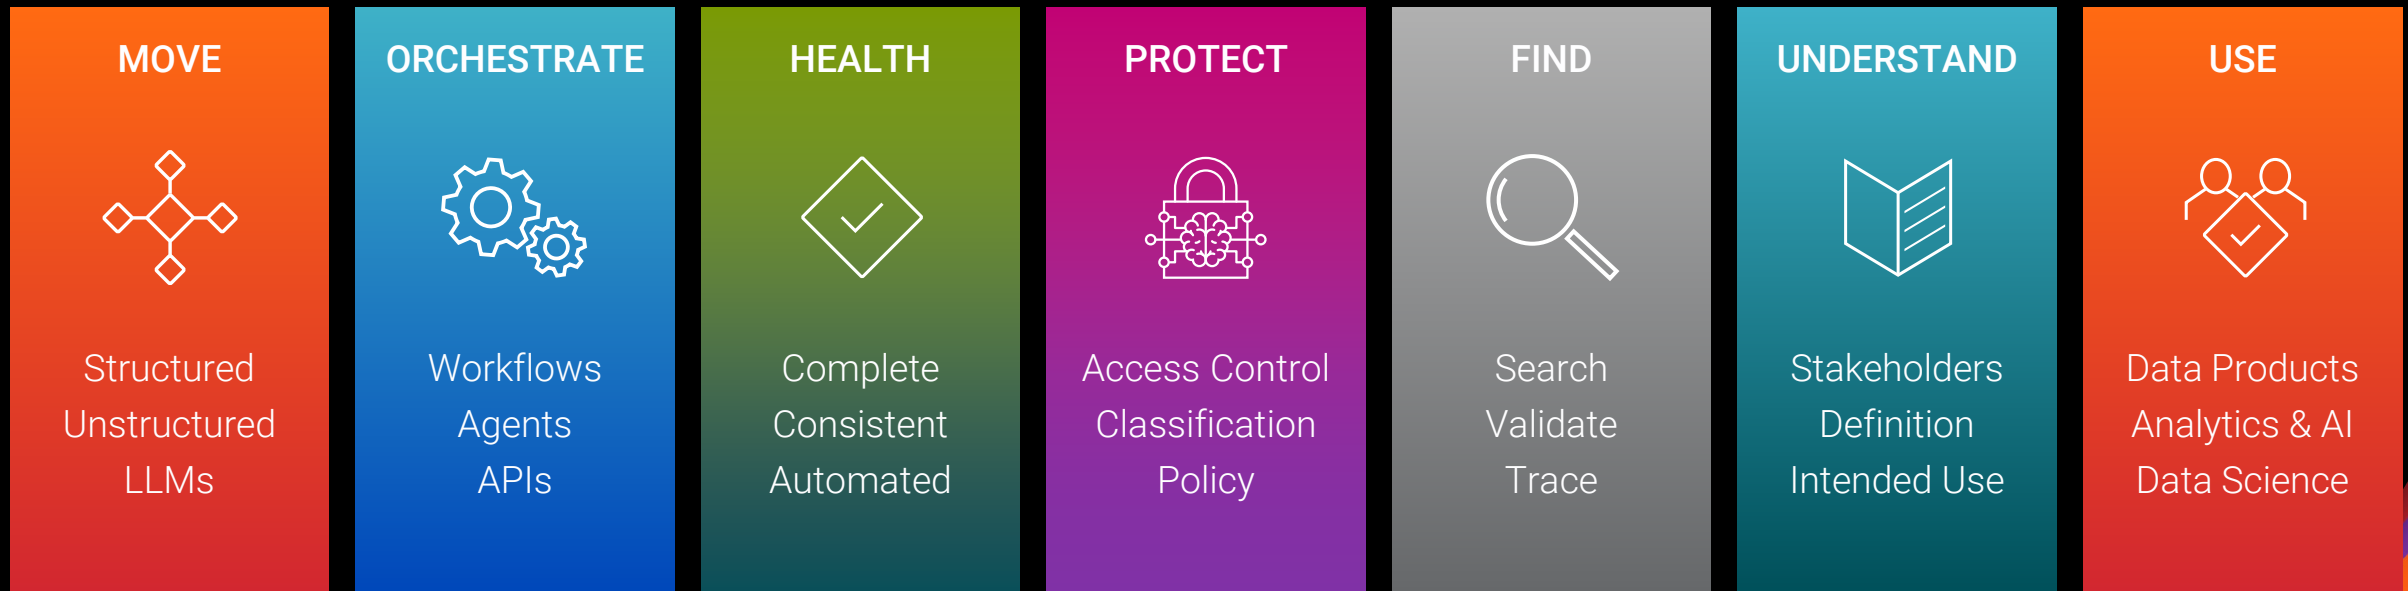 MOVE
Structured
Unstructured
LLMs
ORCHESTRATE
Workflows
Agents
APIs
HEALTH
Complete
Consistent
Automated
PROTECT
Access Control
Classification
Policy
FIND
Search
Validate
Trace
UNDERSTAND
Stakeholders
Definition
Intended Use
USE
Data Products
Analytics & AI
Data Science